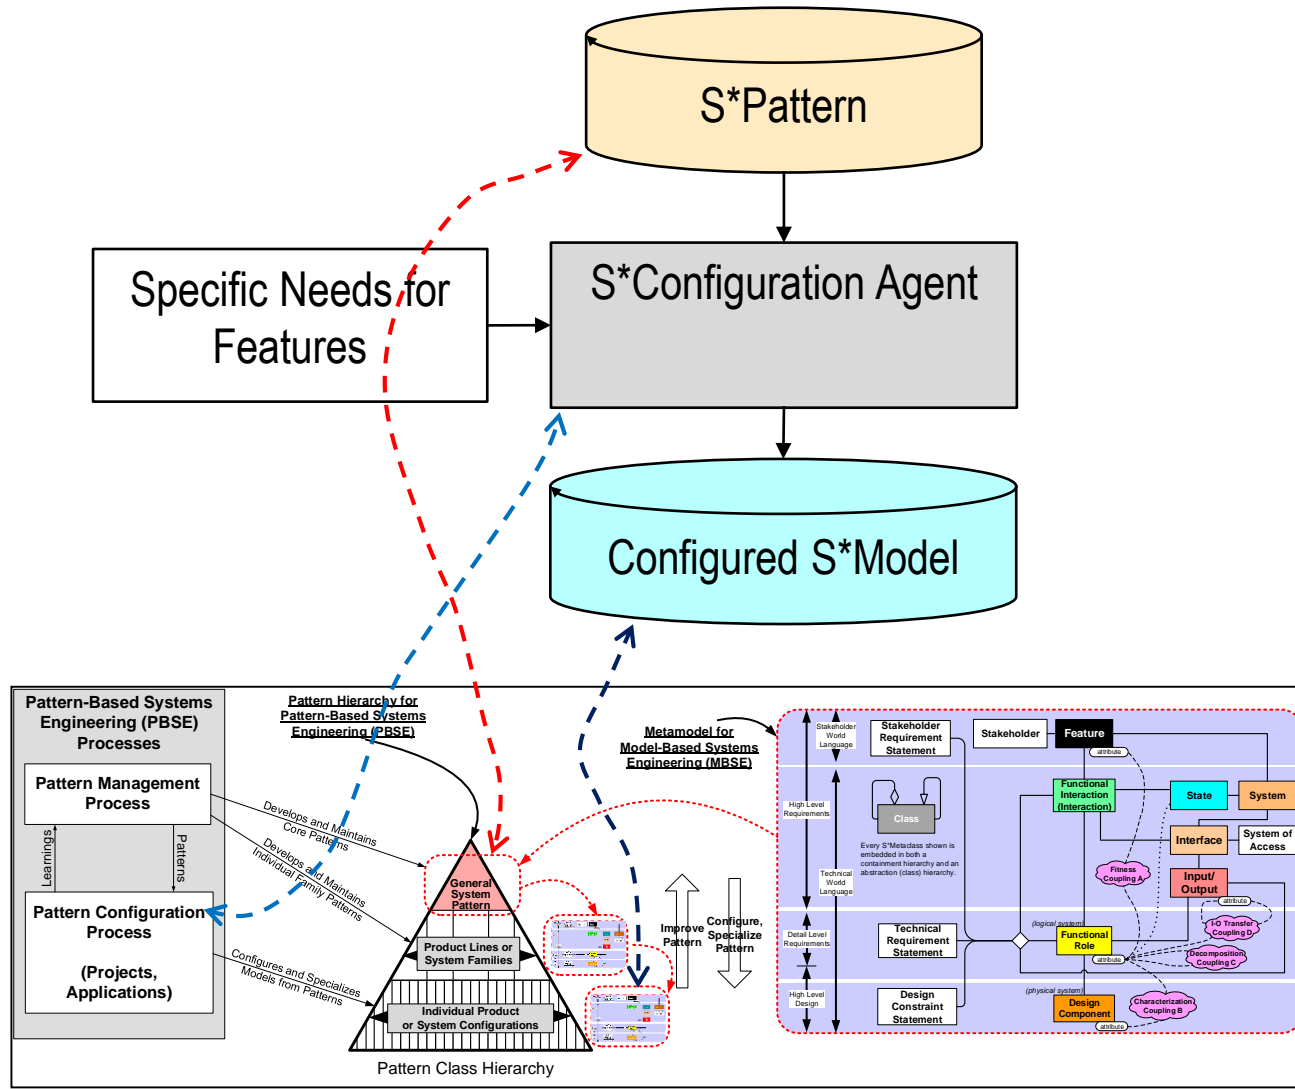 S*Pattern
Specific Needs for
Features
S*Configuration Agent
Configured S*Model
Pattern-Based Systems
Engineering (PBSE)
Processes
Pattern Management
Process
Learnings
Patterns
Pattern Configuration
Process
(Projects,
Applications)
Develops and Maintains
Core Patterns
Develops and Maintains
Individual Family Patterns
Configures and Specializes
Models from Patterns
Pattern Hierarchy for
Pattern-Based Systems
Engineering (PBSE)
General
System
Pattern
Product Lines or
System Families
Individual Product
or System Configurations
Pattern Class Hierarchy
Improve
Pattern
Configure,
Specialize
Pattern
Metamodel for
Model-Based Systems
Engineering (MBSE)
Stakeholder
World
Language
High Level
Requirements
Technical
World
Language
Detail Level
Requirements
High Level
Design
Stakeholder
Requirement
Statement
Stakeholder
Feature
attribute
Class
Every S*Metaclass shown is
embedded in both a
containment hierarchy and an
abstraction (class) hierarchy.
Functional
Interaction
(Interaction)
State
System
Interface
System of
Access
Fitness
Coupling A
Input/
Output
attribute
I-O Transfer
Coupling D
Technical
Requirement
Statement
(logical system)
Functional
Role
attribute
Decomposition
Coupling C
Design
Constraint
Statement
(physical system)
Design
Component
attribute
Characterization
Coupling B